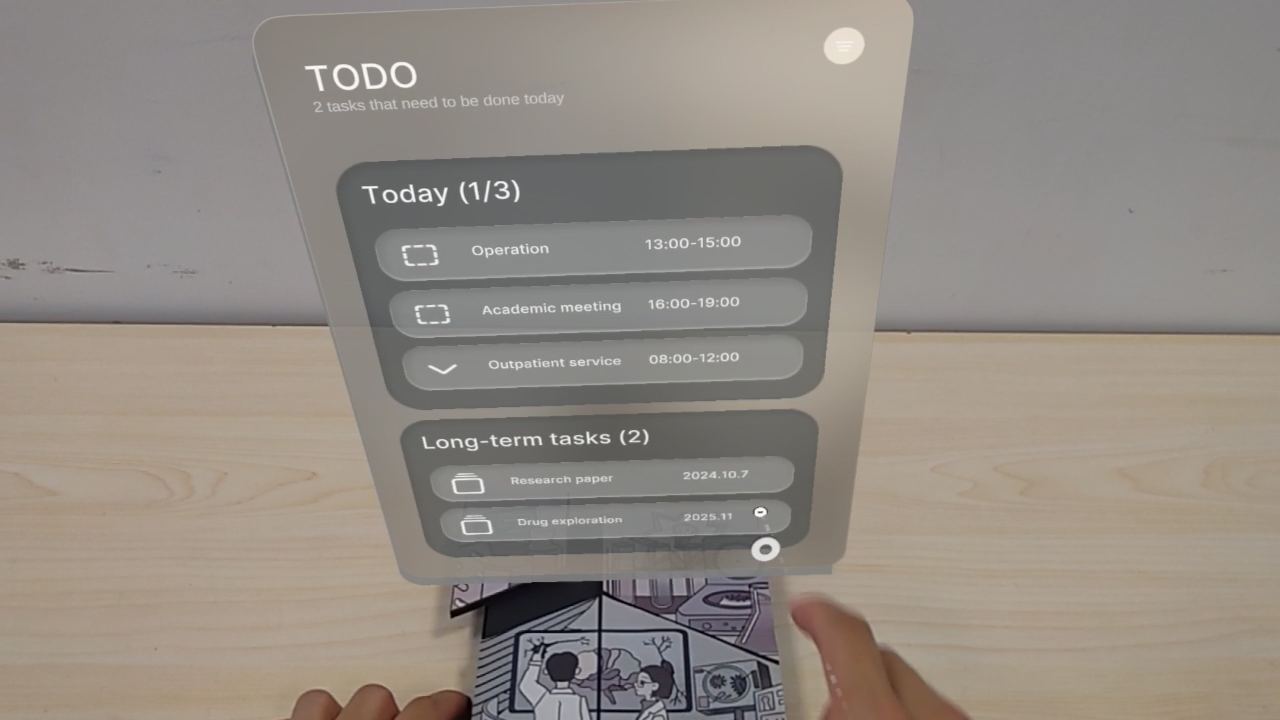 TODO
2 tasks that need to be done today
Today (1/3)
Operation 13:00-15:00
Academic meeting 16:00-19:00
Outpatient service 08:00-12:00
Long-term tasks (2)
Research paper 2024.10.7
Drug exploration 2025.11